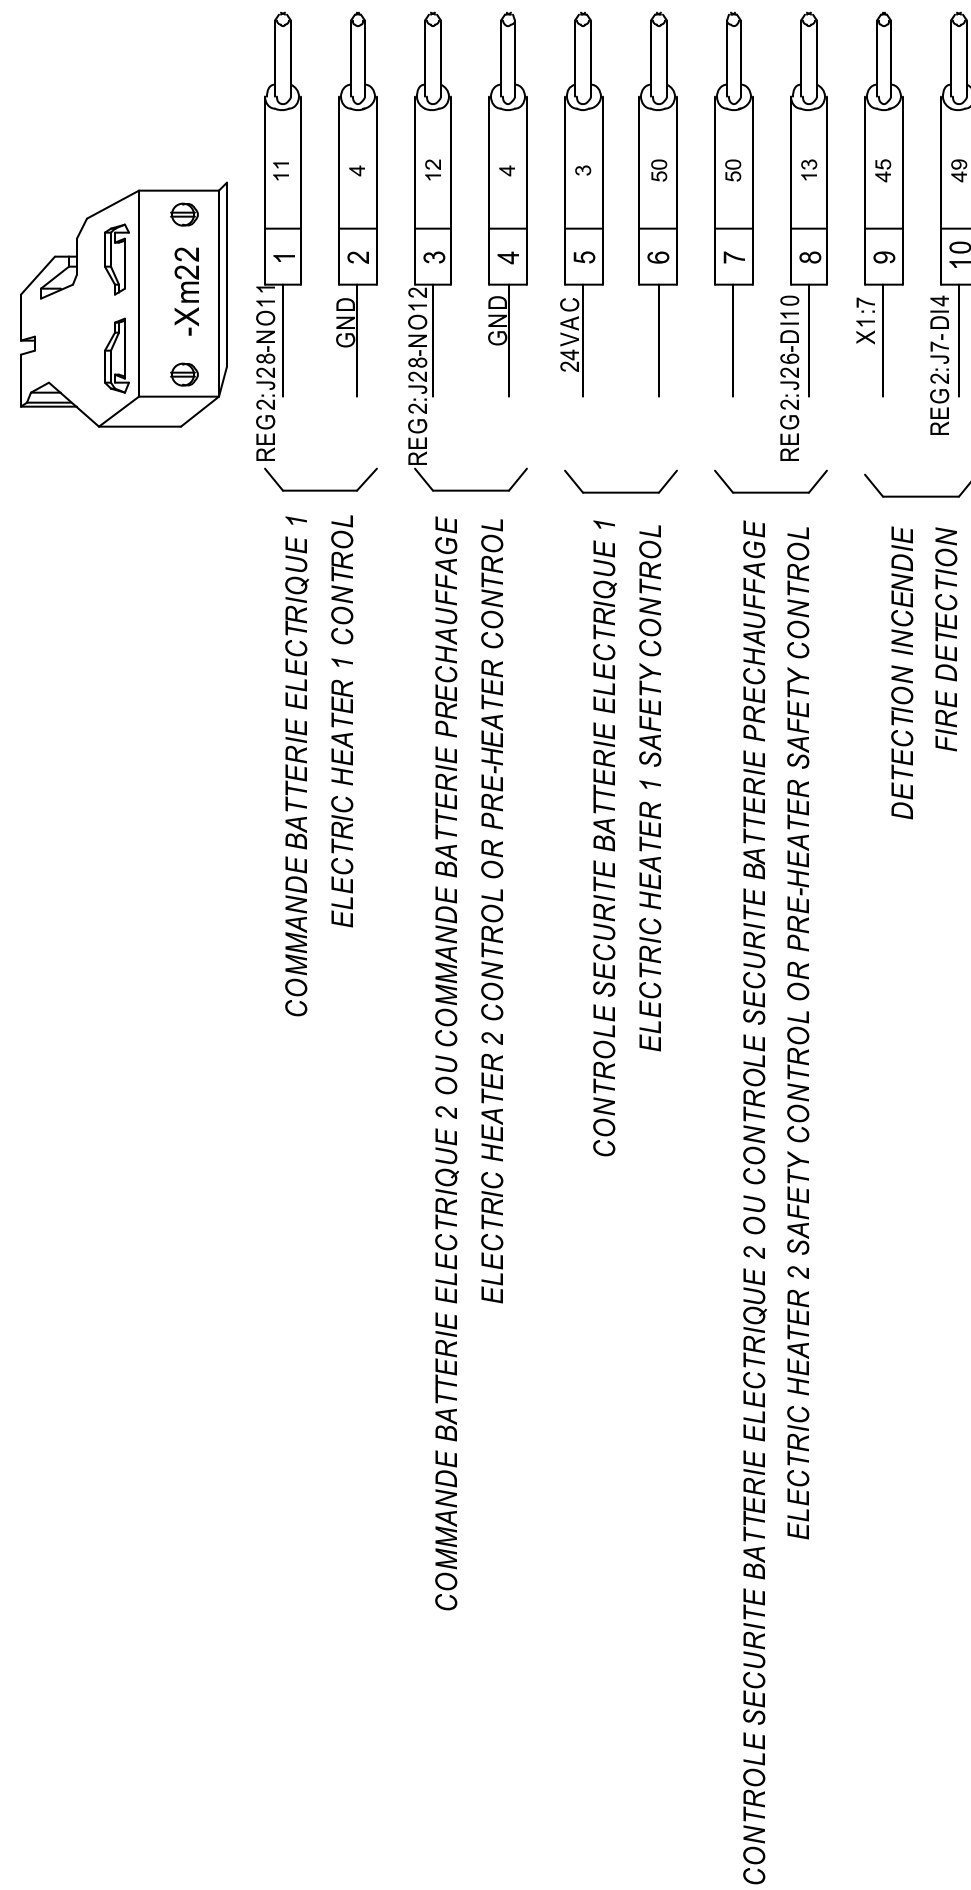 -Xm22
11
1
REG2:J28-NO11
4
2
GND
COMMANDE BATTERIE ELECTRIQUE 1
ELECTRIC HEATER 1 CONTROL
12
3
REG2:J28-NO12
4
4
GND
COMMANDE BATTERIE ELECTRIQUE 2 OU COMMANDE BATTERIE PRECHAUFFAGE
ELECTRIC HEATER 2 CONTROL OR PRE-HEATER CONTROL
3
5
24VAC
50
6
CONTROLE SECURITE BATTERIE ELECTRIQUE 1
ELECTRIC HEATER 1 SAFETY CONTROL
50
7
13
8
REG2:J26-DI10
CONTROLE SECURITE BATTERIE ELECTRIQUE 2 OU CONTROLE SECURITE BATTERIE PRECHAUFFAGE
ELECTRIC HEATER 2 SAFETY CONTROL OR PRE-HEATER SAFETY CONTROL
45
9
X1:7
49
10
REG2:J7-DI4
DETECTION INCENDIE
FIRE DETECTION